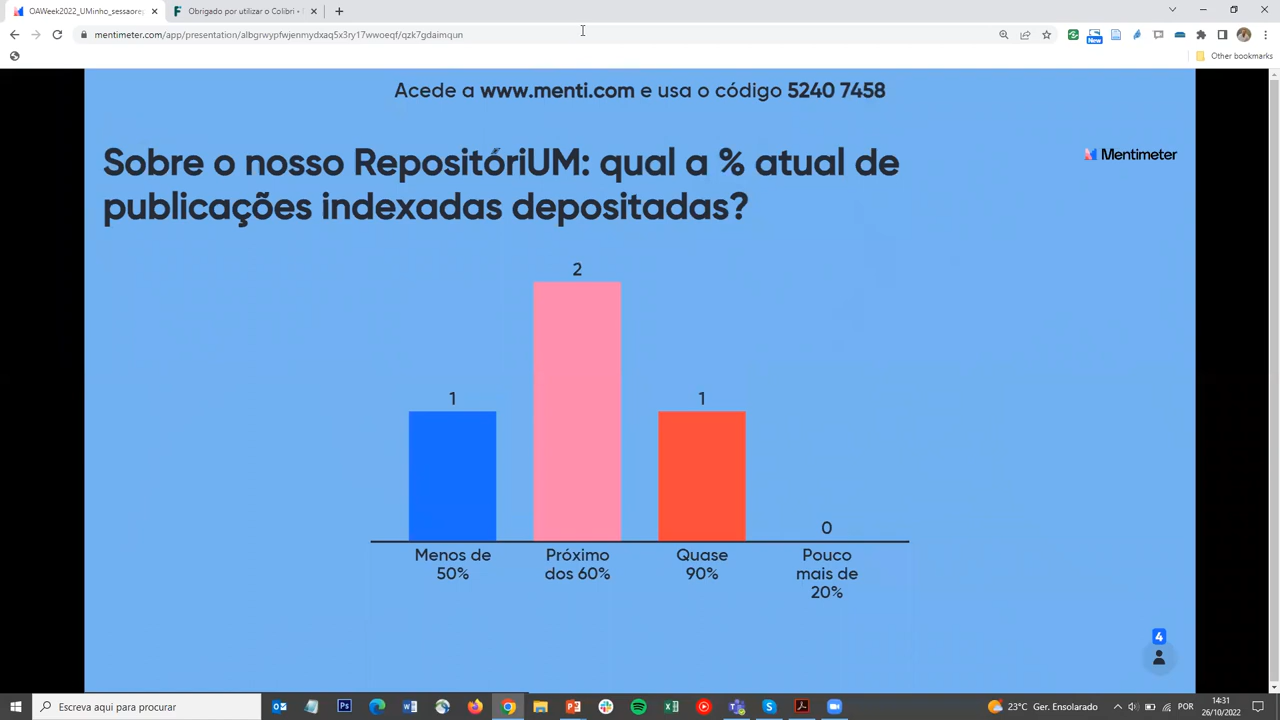 OAWeek2022_UMinho_sessaorep
Obrigado por utilizar o Colibri •
mentimeter.com/app/presentation/albgrwypfwjenmydxaq5x3ry17wwoeqf/qzk7gdaimqun
New
Other bookmarks
Acede a www.menti.com e usa o código 5240 7458
Sobre o nosso RepositóriUM: qual a % atual de
publicações indexadas depositadas?
Mentimeter
2
1
1
0
Menos de
50%
Próximo
dos 60%
Quase
90%
Pouco
mais de
20%
4
Escreva aqui para procurar
23°C Ger. Ensolarado
POR
14:31
26/10/2022